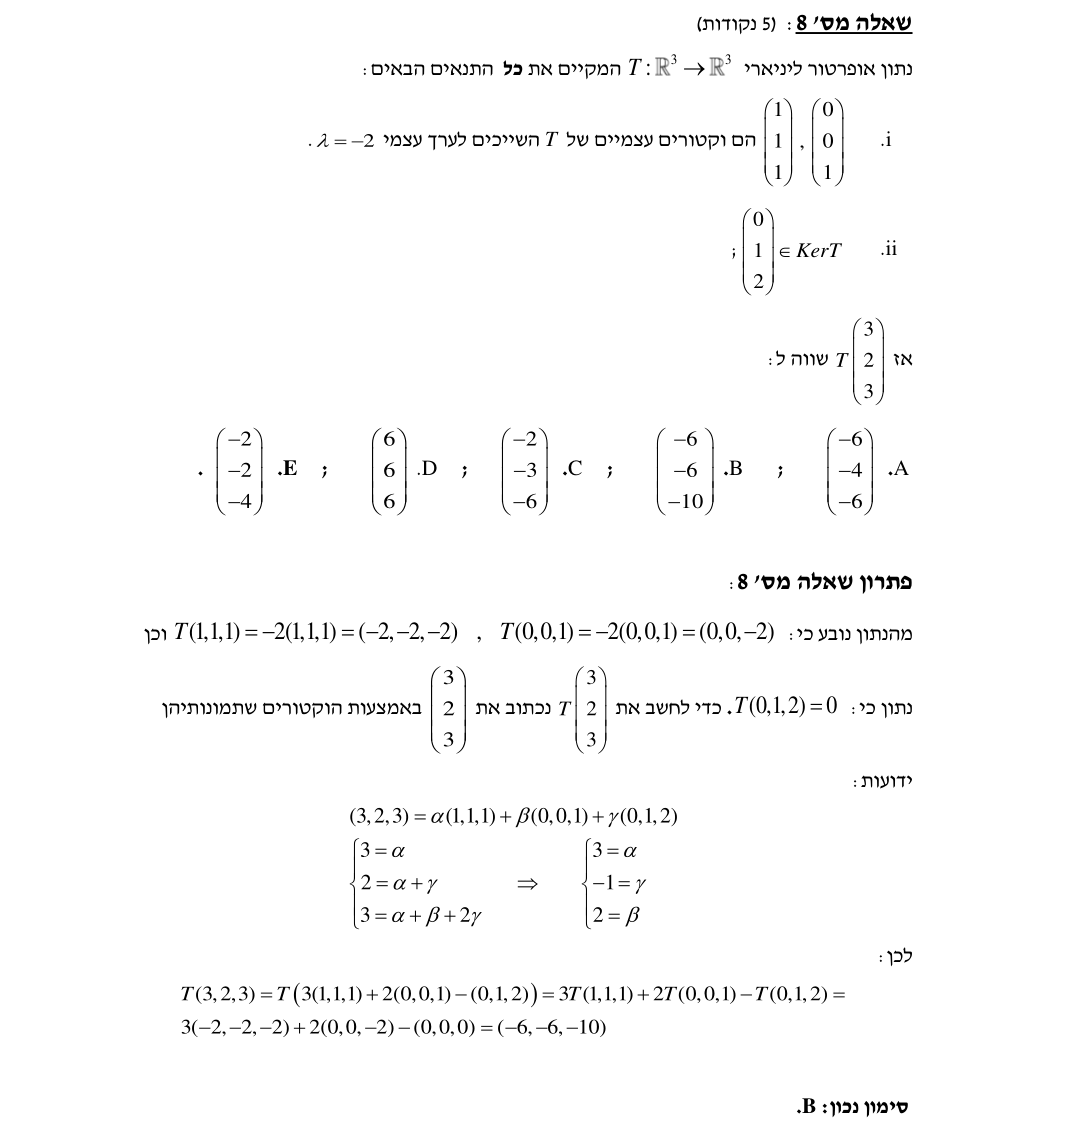 שאלה מס' 8 : (5 נקודות)
נתון אופרטור ליניארי T : ℝ³ → ℝ³ המקיים את כל התנאים הבאים :
.i (0 0 1) , (1 1 1) הם וקטורים עצמיים של T השייכים לערך עצמי λ = −2 .
.ii (0 1 2) ∈ KerT ;
אז T (3 2 3) שווה ל :
A. (−6 −4 −6) ; B. (−6 −6 −10) ; C. (−2 −3 −6) ; D. (6 6 6) ; E. (−2 −2 −4) .
פתרון שאלה מס' 8 :
מהנתון נובע כי : T(0,0,1) = −2(0,0,1) = (0,0,−2) , T(1,1,1) = −2(1,1,1) = (−2,−2,−2) וכן
נתון כי : T(0,1,2) = 0 . כדי לחשב את T (3 2 3) נכתוב את (3 2 3) באמצעות הוקטורים שתמונותיהן
ידועות :
(3,2,3) = α(1,1,1) + β(0,0,1) + γ(0,1,2)
3 = α 3 = α
2 = α + γ ⇒ −1 = γ
3 = α + β + 2γ 2 = β
לכן :
T(3,2,3) = T(3(1,1,1) + 2(0,0,1) − (0,1,2)) = 3T(1,1,1) + 2T(0,0,1) − T(0,1,2) =
3(−2,−2,−2) + 2(0,0,−2) − (0,0,0) = (−6,−6,−10)
סימון נכון : B.